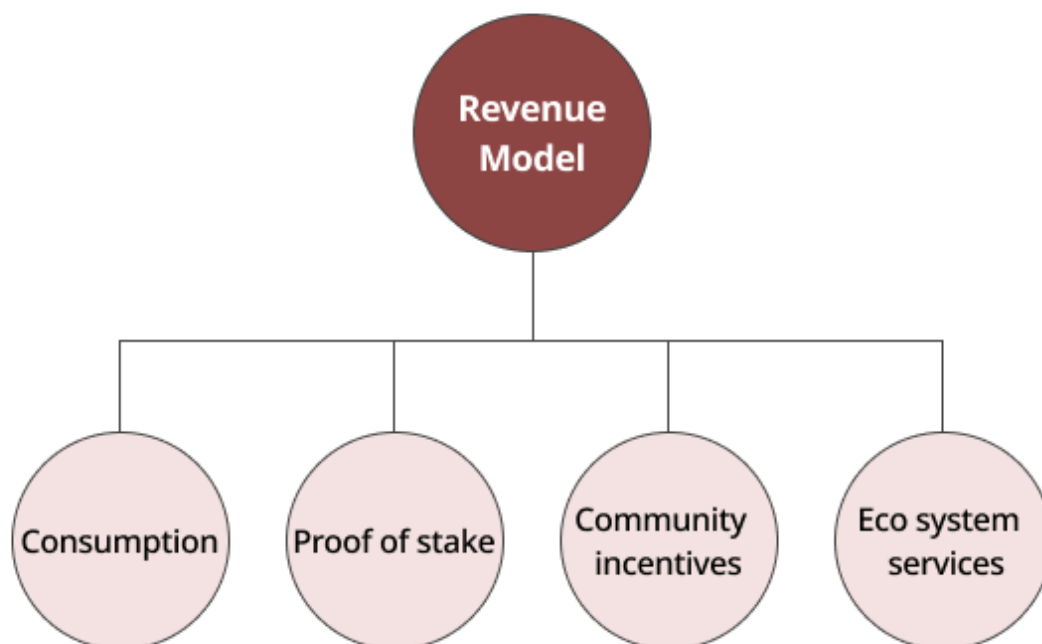 Revenue
Model
Consumption
Proof of stake
Community
incentives
Eco system
services